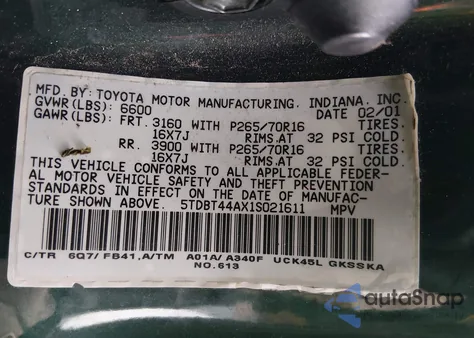 MFD.BY: TOYOTA MOTOR MANUFACTURING, INDIANA, INC.
GVWR(LBS): 6600 02/01
GAWR(LBS): FRT. 3160 WITH P265/70R16 TIRES,
16X7J RIMS,AT 32 PSI COLD.
RR. 3900 WITH P265/70R16 TIRES,
16X7J RIMS,AT 32 PSI COLD.
THIS VEHICLE CONFORMS TO ALL APPLICABLE FEDER-
AL MOTOR VEHICLE SAFETY AND THEFT PREVENTION
STANDARDS IN EFFECT ON THE DATE OF MANUFAC-
TURE SHOWN ABOVE. 5TDBT44AX1S021611 MPV
C/TR 6Q7/ FB41,A/TM A01A/ A340F UCK45L GKSSKA
NO.613
autoSnap